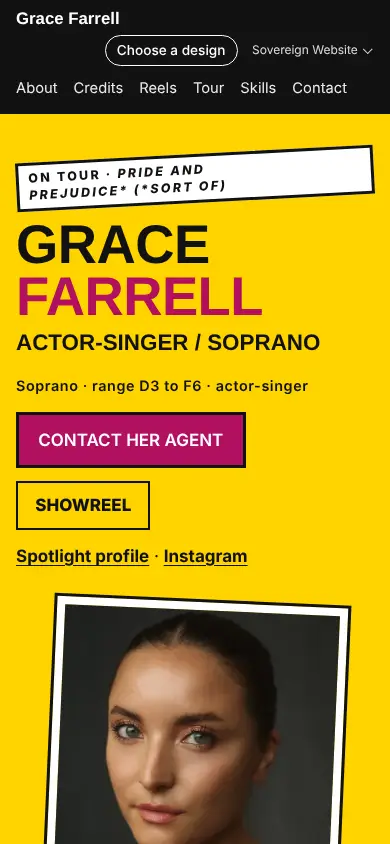 Grace Farrell
Choose a design
Sovereign Website
About Credits Reels Tour Skills Contact
ON TOUR · PRIDE AND
PREJUDICE* (*SORT OF)
GRACE
FARRELL
ACTOR-SINGER / SOPRANO
Soprano · range D3 to F6 · actor-singer
CONTACT HER AGENT
SHOWREEL
Spotlight profile · Instagram